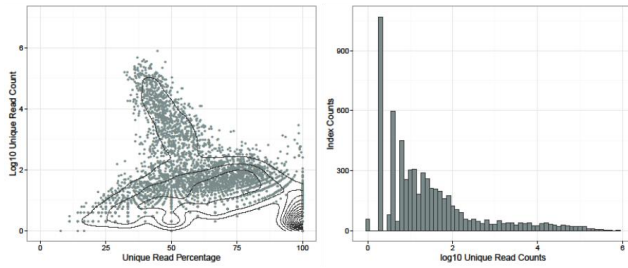 6
4
2
0
Log10 Unique Read Count
0 25 50 75 100
Unique Read Percentage
900
600
300
0
Index Counts
0 2 4 6
log10 Unique Read Counts